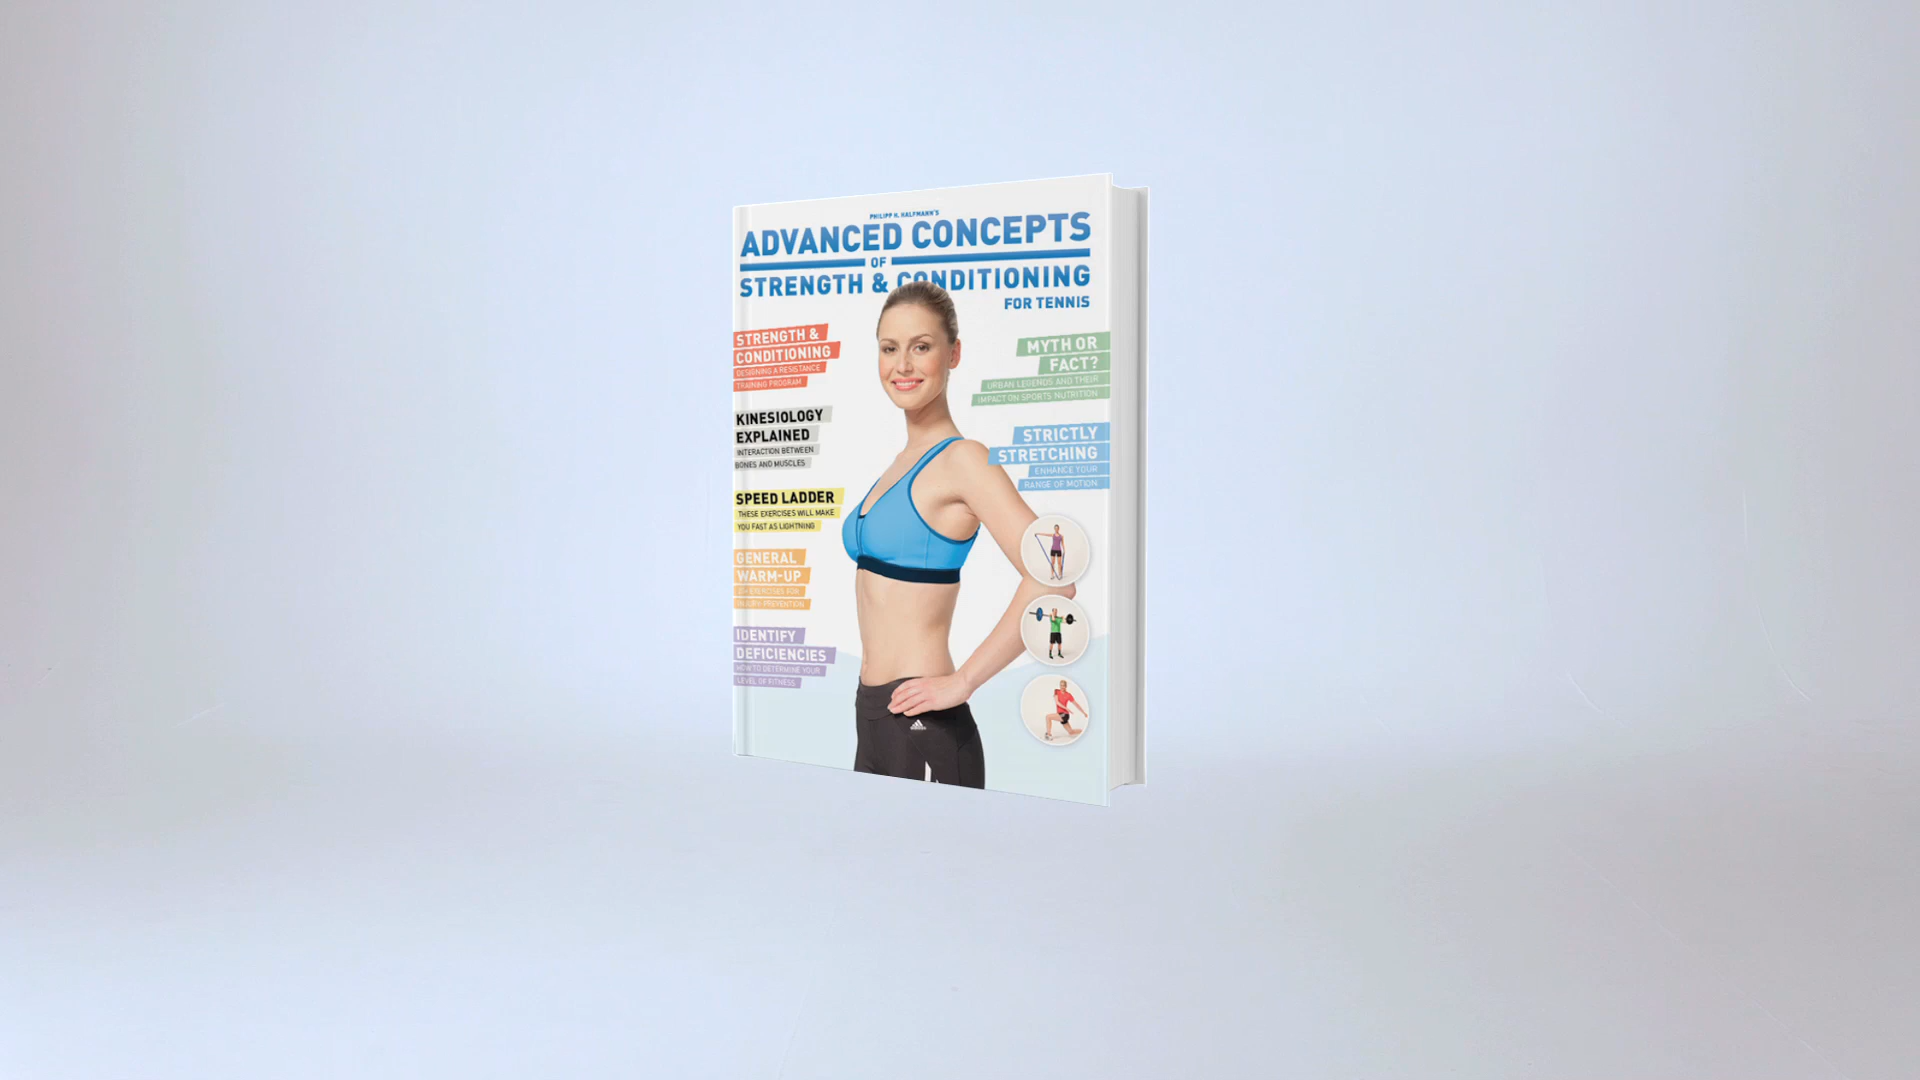 PHILIPP H. HALFMANN'S
ADVANCED CONCEPTS
OF
STRENGTH & CONDITIONING
FOR TENNIS
STRENGTH &
CONDITIONING
DESIGNING A RESISTANCE
TRAINING PROGRAM
KINESIOLOGY
EXPLAINED
INTERACTION BETWEEN
BONES AND MUSCLES
SPEED LADDER
THESE EXERCISES WILL MAKE
YOU FAST AS LIGHTNING
GENERAL
WARM-UP
EXERCISES FOR
INJURY PREVENTION
IDENTIFY
DEFICIENCIES
HOW TO DETERMINE YOUR
LEVEL OF FITNESS
MYTH OR
FACT?
URBAN LEGENDS AND THEIR
IMPACT ON SPORTS NUTRITION
STRICTLY
STRETCHING
ENHANCE YOUR
RANGE OF MOTION